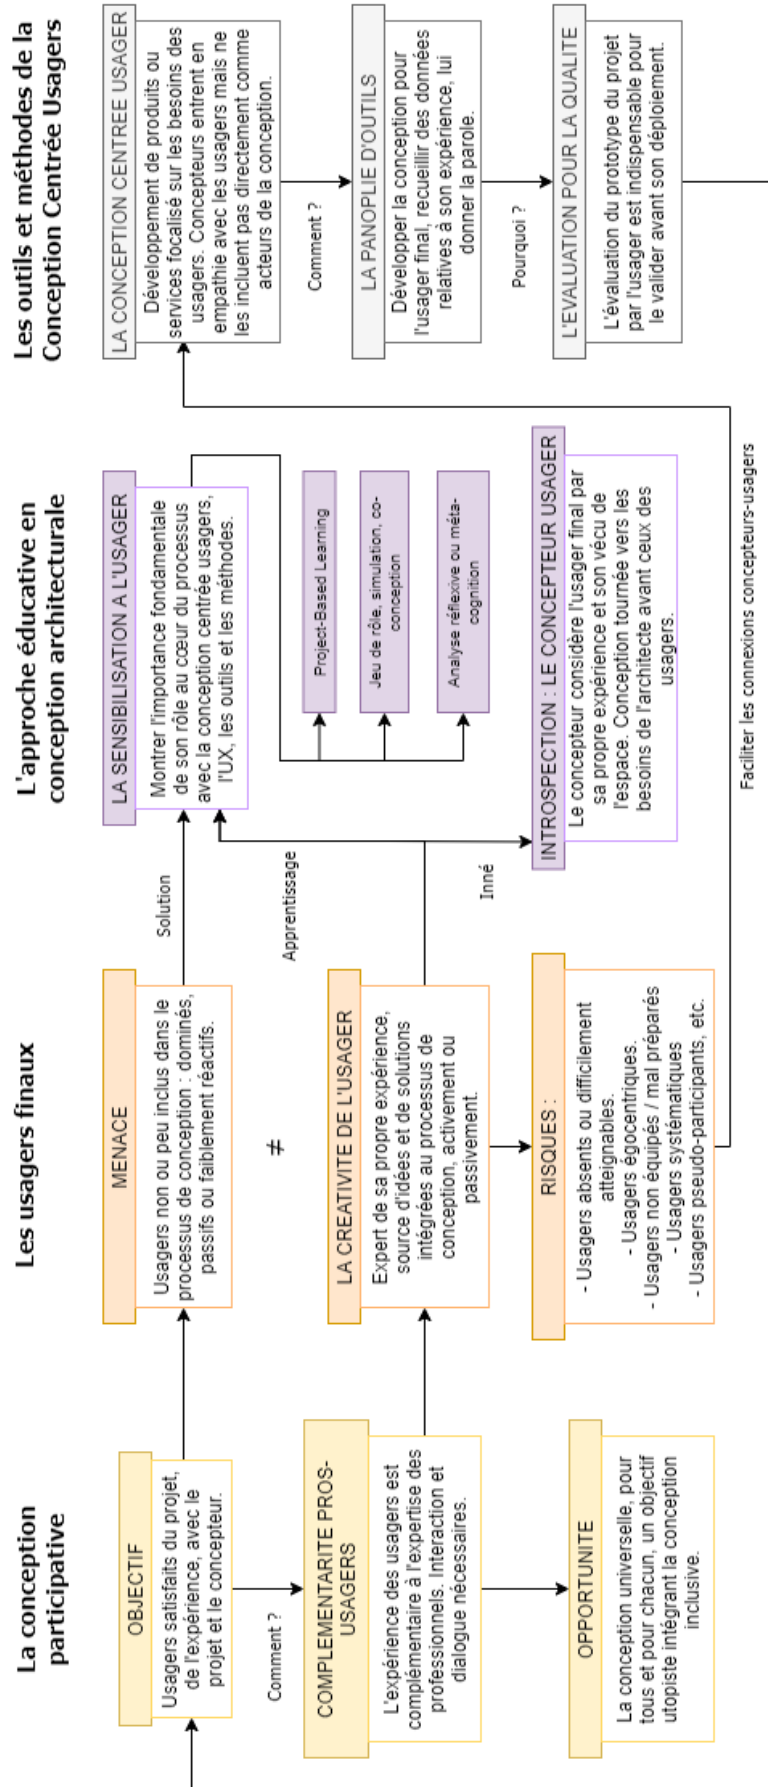 La conception
participative
OBJECTIF
Usagers satisfaits du projet,
de l'expérience, avec le
projet et le concepteur.
Comment ?
COMPLEMENTARITE PROS-
USAGERS
L'expérience des usagers est
complémentaire à l'expertise des
professionnels. Interaction et
dialogue nécessaires.
OPPORTUNITE
La conception universelle, pour
tous et pour chacun, un objectif
utopiste intégrant la conception
inclusive.
Les usagers finaux
MENACE
Usagers non ou peu inclus dans le
processus de conception : dominés,
passifs ou faiblement réactifs.
≠
LA CREATIVITE DE L'USAGER
Expert de sa propre expérience,
source d'idées et de solutions
intégrées au processus de
conception, activement ou
passivement.
RISQUES :
- Usagers absents ou difficilement
atteignables.
- Usagers égocentriques.
- Usagers non équipés / mal préparés
- Usagers systématiques
- Usagers pseudo-participants, etc.
Solution
Apprentissage
Inné
L'approche éducative en
conception architecturale
LA SENSIBILISATION A L'USAGER
Montrer l'importance fondamentale
de son rôle au cœur du processus
avec la conception centrée usagers,
l'UX, les outils et les méthodes.
Project-Based Learning
Jeu de rôle, simulation, co-
conception
Analyse réflexive ou méta-
cognition
INTROSPECTION : LE CONCEPTEUR USAGER
Le concepteur considère l'usager final par
sa propre expérience et son vécu de
l'espace. Conception tournée vers les
besoins de l'architecte avant ceux des
usagers.
Faciliter les connexions concepteurs-usagers
Les outils et méthodes de la
Conception Centrée Usagers
LA CONCEPTION CENTREE USAGER
Développement de produits ou
services focalisé sur les besoins des
usagers. Concepteurs entrent en
empathie avec les usagers mais ne
les incluent pas directement comme
acteurs de la conception.
Comment ?
LA PANOPLIE D'OUTILS
Développer la conception pour
l'usager final, recueillir des données
relatives à son expérience, lui
donner la parole.
Pourquoi ?
L'EVALUATION POUR LA QUALITE
L'évaluation du prototype du projet
par l'usager est indispensable pour
le valider avant son déploiement.